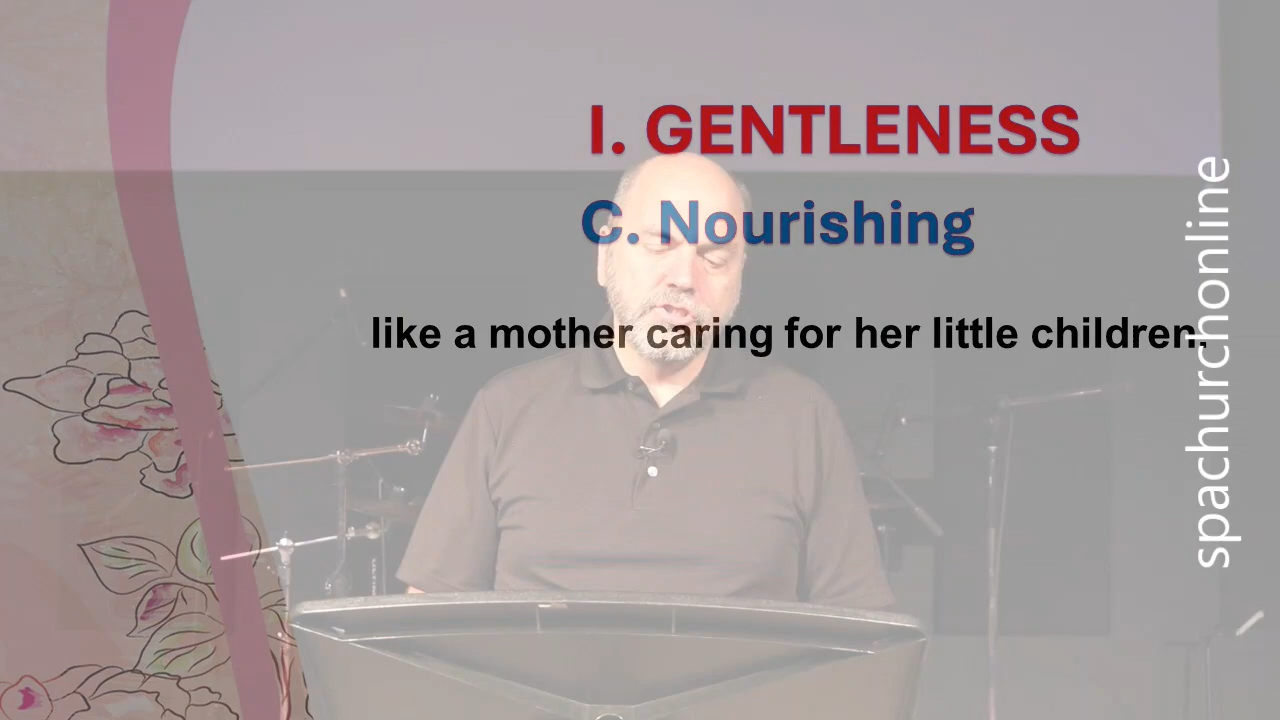 I. GENTLENESS
C. Nourishing
like a mother caring for her little children.
spachurchonline